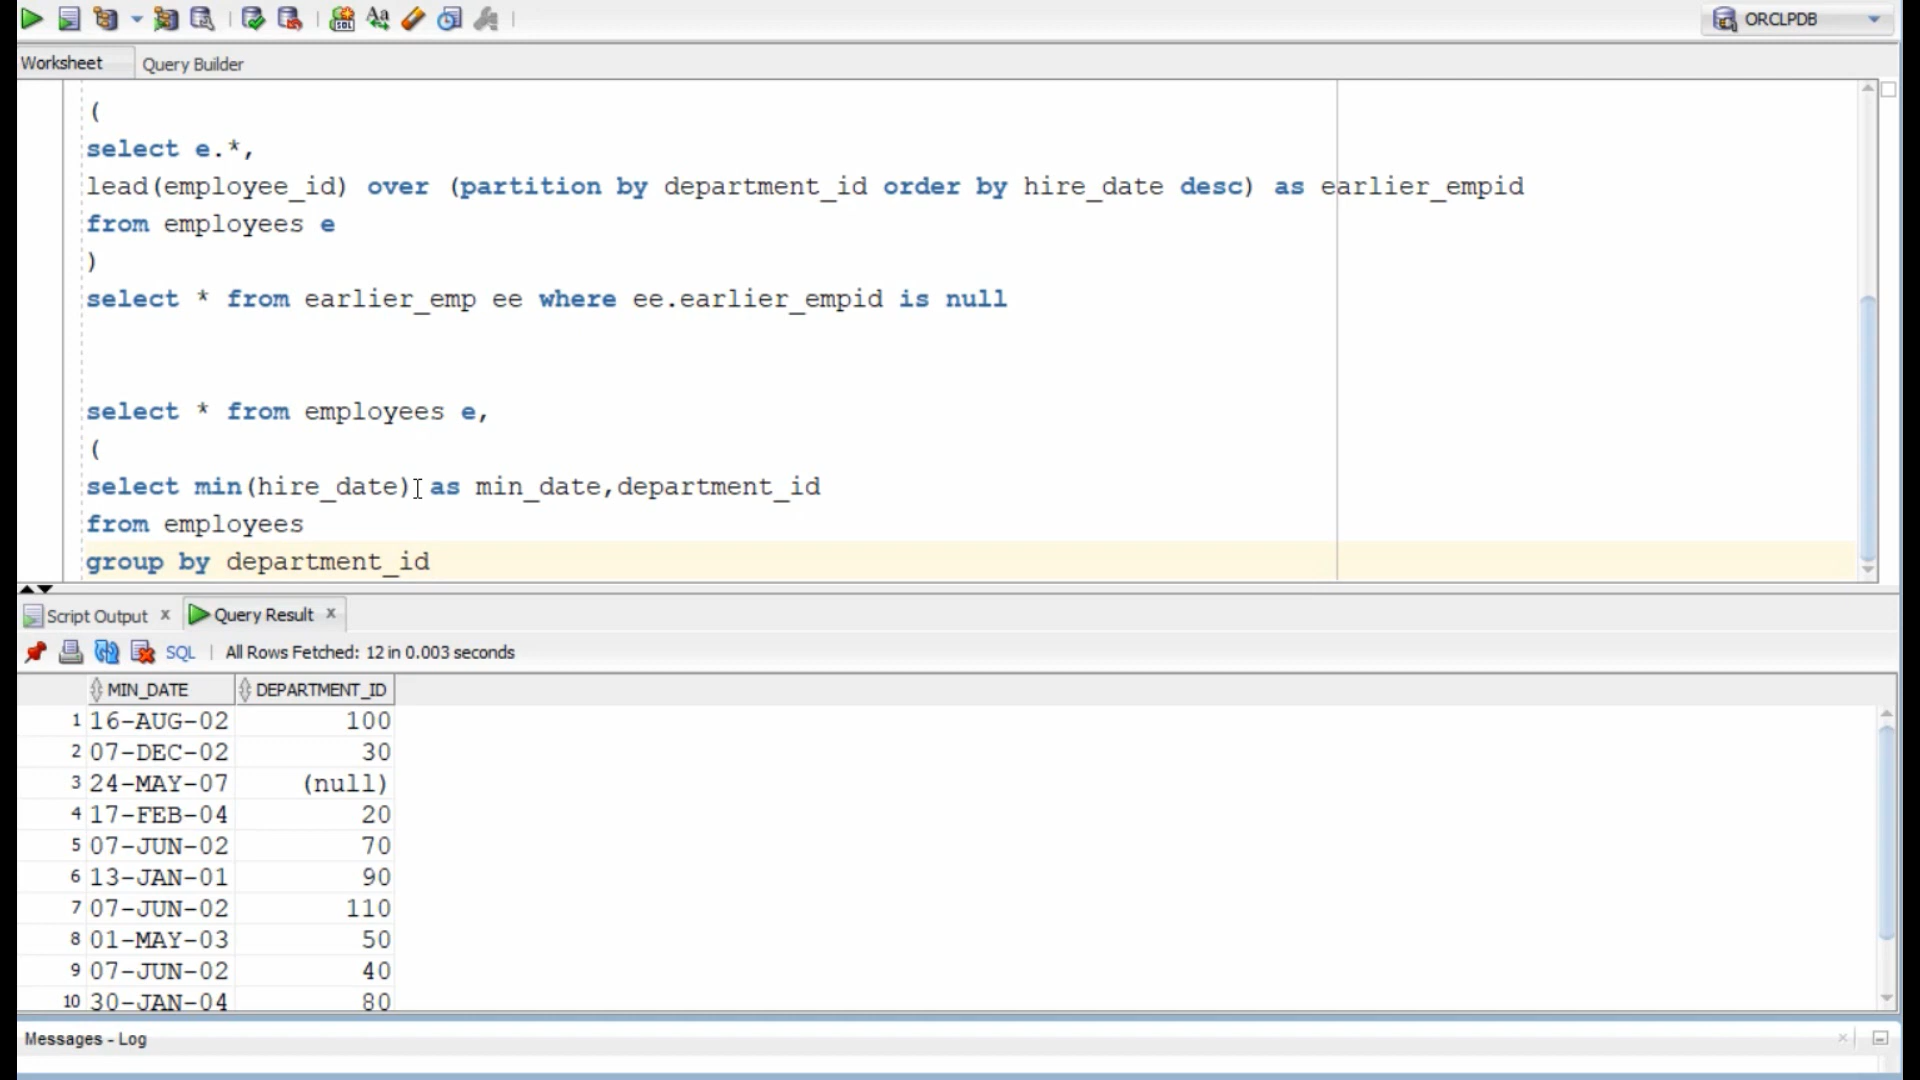 ORCLPDB
Worksheet
Query Builder
(
select e.*,
lead(employee_id) over (partition by department_id order by hire_date desc) as earlier_empid
from employees e
)
select * from earlier_emp ee where ee.earlier_empid is null
select * from employees e,
(
select min(hire_date) as min_date,department_id
from employees
group by department_id
Script Output x
Query Result x
SQL | All Rows Fetched: 12 in 0.003 seconds
MIN_DATE DEPARTMENT_ID
1 16-AUG-02 100
2 07-DEC-02 30
3 24-MAY-07 (null)
4 17-FEB-04 20
5 07-JUN-02 70
6 13-JAN-01 90
7 07-JUN-02 110
8 01-MAY-03 50
9 07-JUN-02 40
10 30-JAN-04 80
Messages - Log